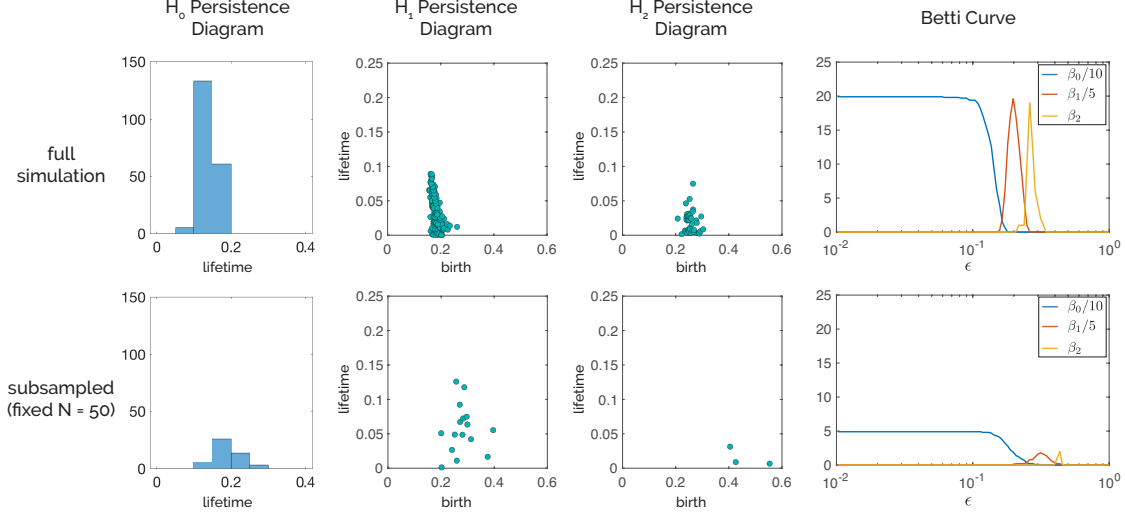 H₀ Persistence
Diagram
H₁ Persistence
Diagram
H₂ Persistence
Diagram
Betti Curve
full
simulation
150
100
50
0
0
0.2
0.4
lifetime
lifetime
0.25
0.2
0.15
0.1
0.05
0
0
0.2
0.4
0.6
birth
lifetime
0.25
0.2
0.15
0.1
0.05
0
0
0.2
0.4
0.6
birth
25
20
15
10
5
0
10⁻²
10⁻¹
10⁰
ϵ
β₀/10
β₁/5
β₂
subsampled
(fixed N = 50)
150
100
50
0
0
0.2
0.4
lifetime
lifetime
0.25
0.2
0.15
0.1
0.05
0
0
0.2
0.4
0.6
birth
lifetime
0.25
0.2
0.15
0.1
0.05
0
0
0.2
0.4
0.6
birth
25
20
15
10
5
0
10⁻²
10⁻¹
10⁰
ϵ
β₀/10
β₁/5
β₂